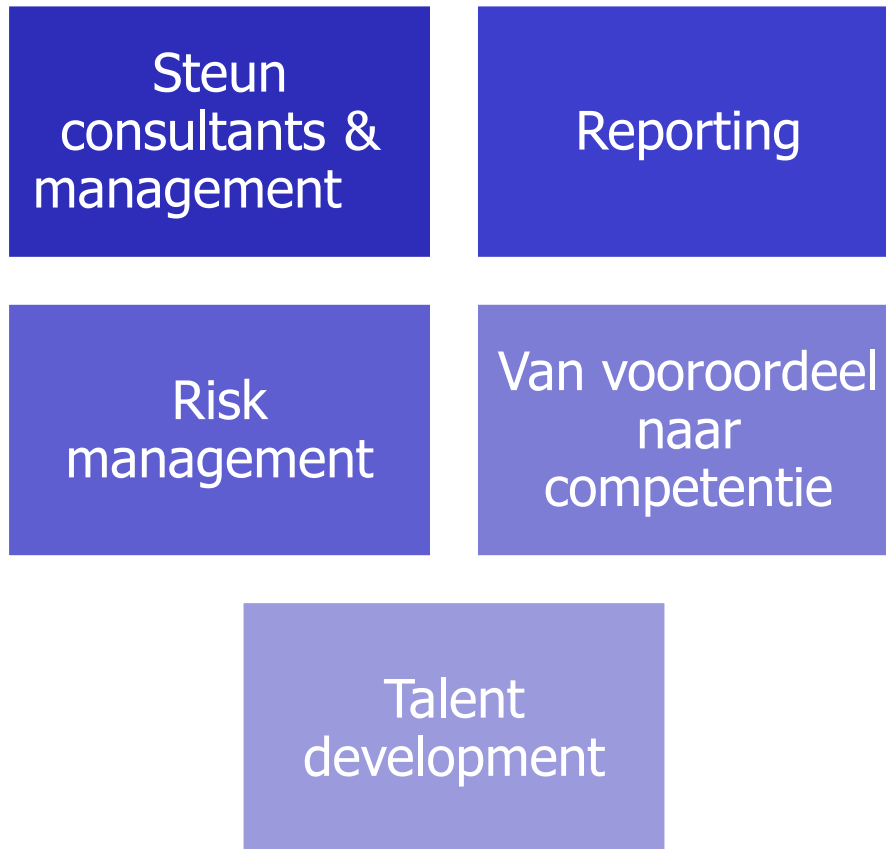 Steun
consultants &
management
Reporting
Risk
management
Van vooroordeel
naar
competentie
Talent
development